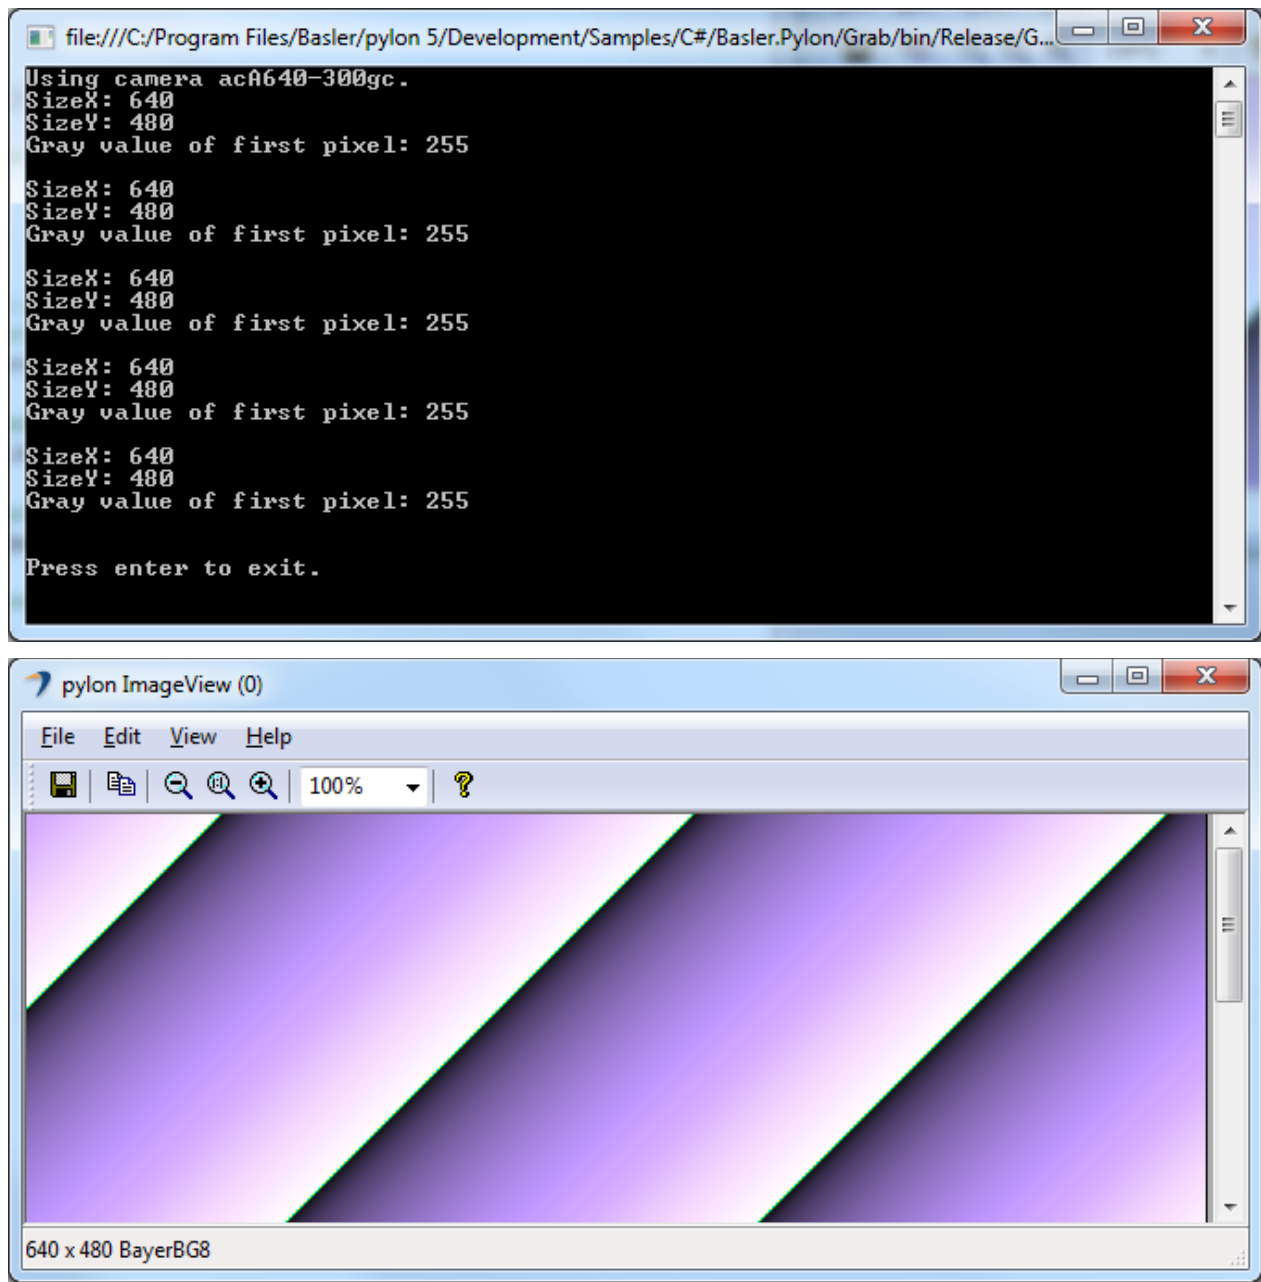 file:///C:/Program Files/Basler/pylon 5/Development/Samples/C#/Basler.Pylon/Grab/bin/Release/G...
Using camera acA640-300gc.
SizeX: 640
SizeY: 480
Gray value of first pixel: 255
SizeX: 640
SizeY: 480
Gray value of first pixel: 255
SizeX: 640
SizeY: 480
Gray value of first pixel: 255
SizeX: 640
SizeY: 480
Gray value of first pixel: 255
SizeX: 640
SizeY: 480
Gray value of first pixel: 255
Press enter to exit.
pylon ImageView (0)
File Edit View Help
100%
640 x 480 BayerBG8